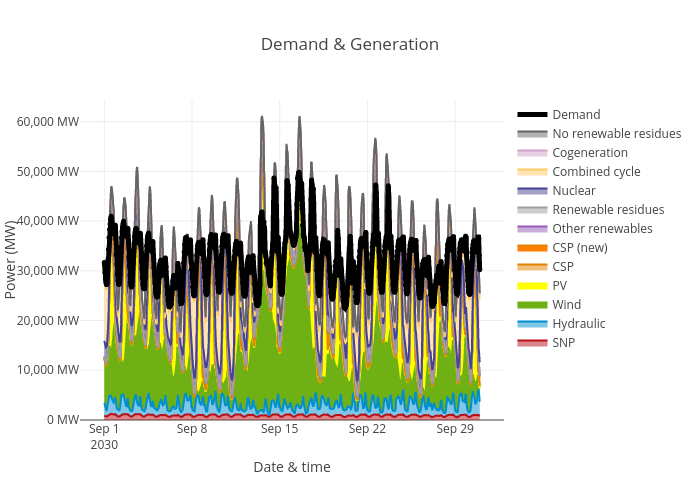 Demand & Generation
60,000 MW
50,000 MW
40,000 MW
30,000 MW
20,000 MW
10,000 MW
0 MW
Power (MW)
Sep 1
2030
Sep 8
Sep 15
Sep 22
Sep 29
Date & time
Demand
No renewable residues
Cogeneration
Combined cycle
Nuclear
Renewable residues
Other renewables
CSP (new)
CSP
PV
Wind
Hydraulic
SNP